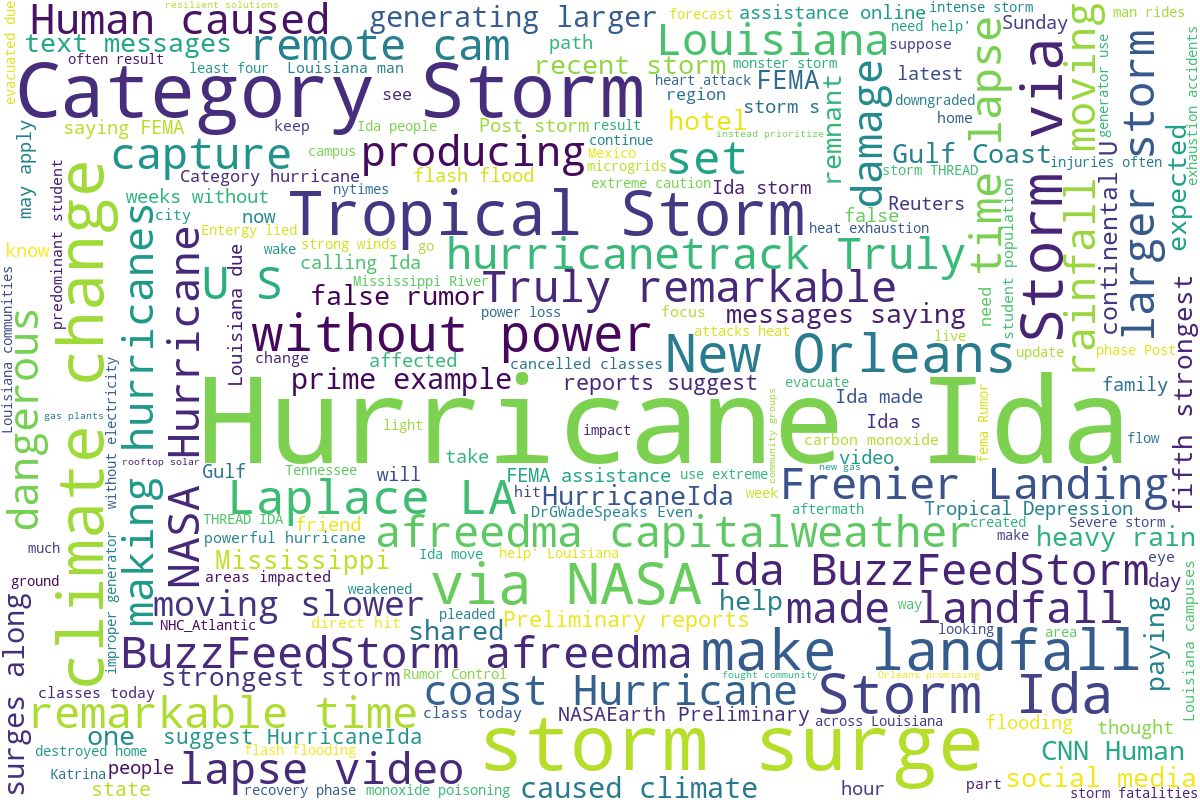 resilient solutions
Human caused
generating larger
forecast
assistance online
intense storm
man rides
evacuated due
text messages
remote cam
path
Louisiana
need help'
Sunday
often result
recent storm
monster storm
suppose
least four
Louisiana man
heart attack
FEMA
latest
Category Storm
see
region
storm s
downgraded
home
saying FEMA
keep
Ida people
Post storm
result
hotel
instead prioritize
remnant
damage
need time lapse
Storm via
rainfall moving
generator use
larger storm
exhaustion accidents
may apply
capture
campus
producing
continue
Mexico
microgrids
set
Gulf Coast
injuries often
expected
Category hurricane
flash flood
storm THREAD
predominant student
climate change
weeks without
nytimes
extreme caution
Ida storm
Reuters
continental U
city
now
Tropical Storm
false
student population
know
Entergy lied
strong winds
go
heat exhaustion
wake
calling Ida
hurricanetrack Truly
making hurricanes
NASA Hurricane
U S
Mississippi River
Truly remarkable
fifth strongest
Louisiana communities
false rumor
power loss
focus
messages saying
dangerous
Louisiana due
without power
attacks heat
live
change
affected
cancelled classes
New Orleans
update
phase Post
prime example
reports suggest
evacuate
family
Hurricane Ida
Ida made
gas plants
without electricity
light
impact
community groups
Ida s
fema Rumor
flow
carbon monoxide
rooftop solar
Gulf
Tennessee
will
take
video
new gas
FEMA assistance
use extreme
week
Frenier Landing
Laplace LA
hit
HurricaneIda
aftermath
Tropical Depression
THREAD IDA
friend
DrGWadeSpeaks Even
created
Severe storm
much
powerful hurricane
afreedma capitalweather
make
heavy rain
improper generator
Mississippi
Ida move
help' Louisiana
eye
ground
areas impacted
weakened
via NASA
Ida BuzzFeedStorm
day
surges along
moving slower
pleaded
help
made landfall
way
paying
Louisiana campuses
NHC_Atlantic
direct hit
shared
Preliminary reports
looking
area
BuzzFeedStorm afreedma
make landfall
strongest storm
Rumor Control
fought community
Orleans promising
classes today
coast Hurricane
Storm Ida
remarkable time
class today
NASAEarth Preliminary
across Louisiana
flooding
thought
one
suggest HurricaneIda
storm surge
destroyed home
flash flooding
CNN Human
Katrina
people
lapse video
state
recovery phase
monoxide poisoning
caused climate
hour
part
social media
storm fatalities